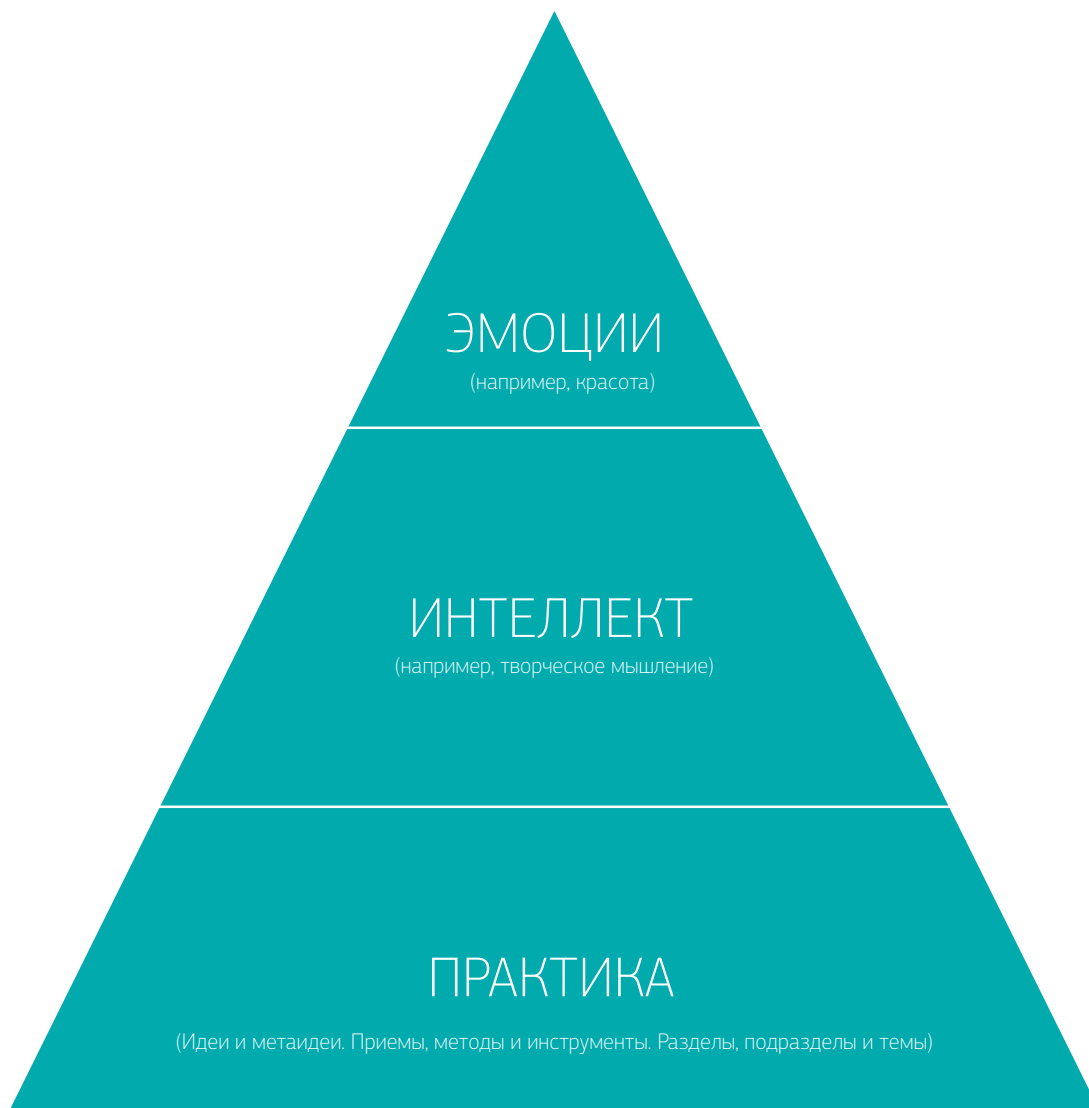 ЭМОЦИИ
(например, красота)
ИНТЕЛЛЕКТ
(например, творческое мышление)
ПРАКТИКА
(Идеи и метаидеи. Приемы, методы и инструменты. Разделы, подразделы и темы)